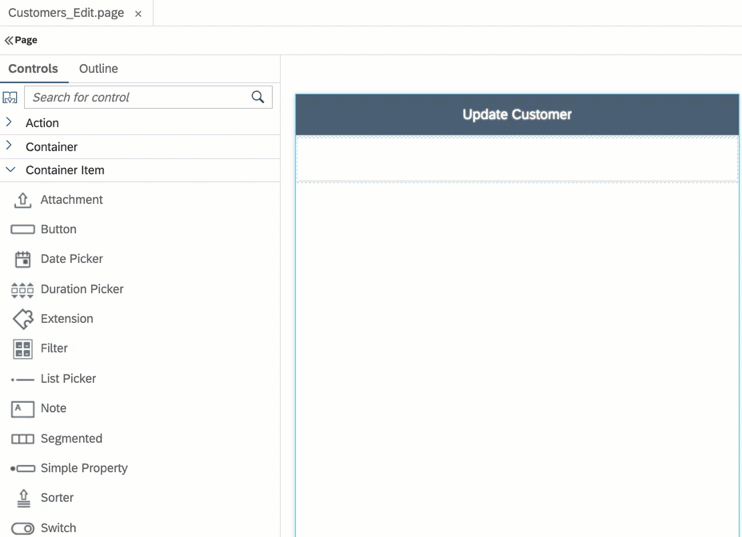 Customers_Edit.page ×
« Page
Controls Outline
Search for control
Action
Container
Container Item
Attachment
Button
Date Picker
Duration Picker
Extension
Filter
List Picker
A Note
Segmented
Simple Property
Sorter
Switch
Update Customer